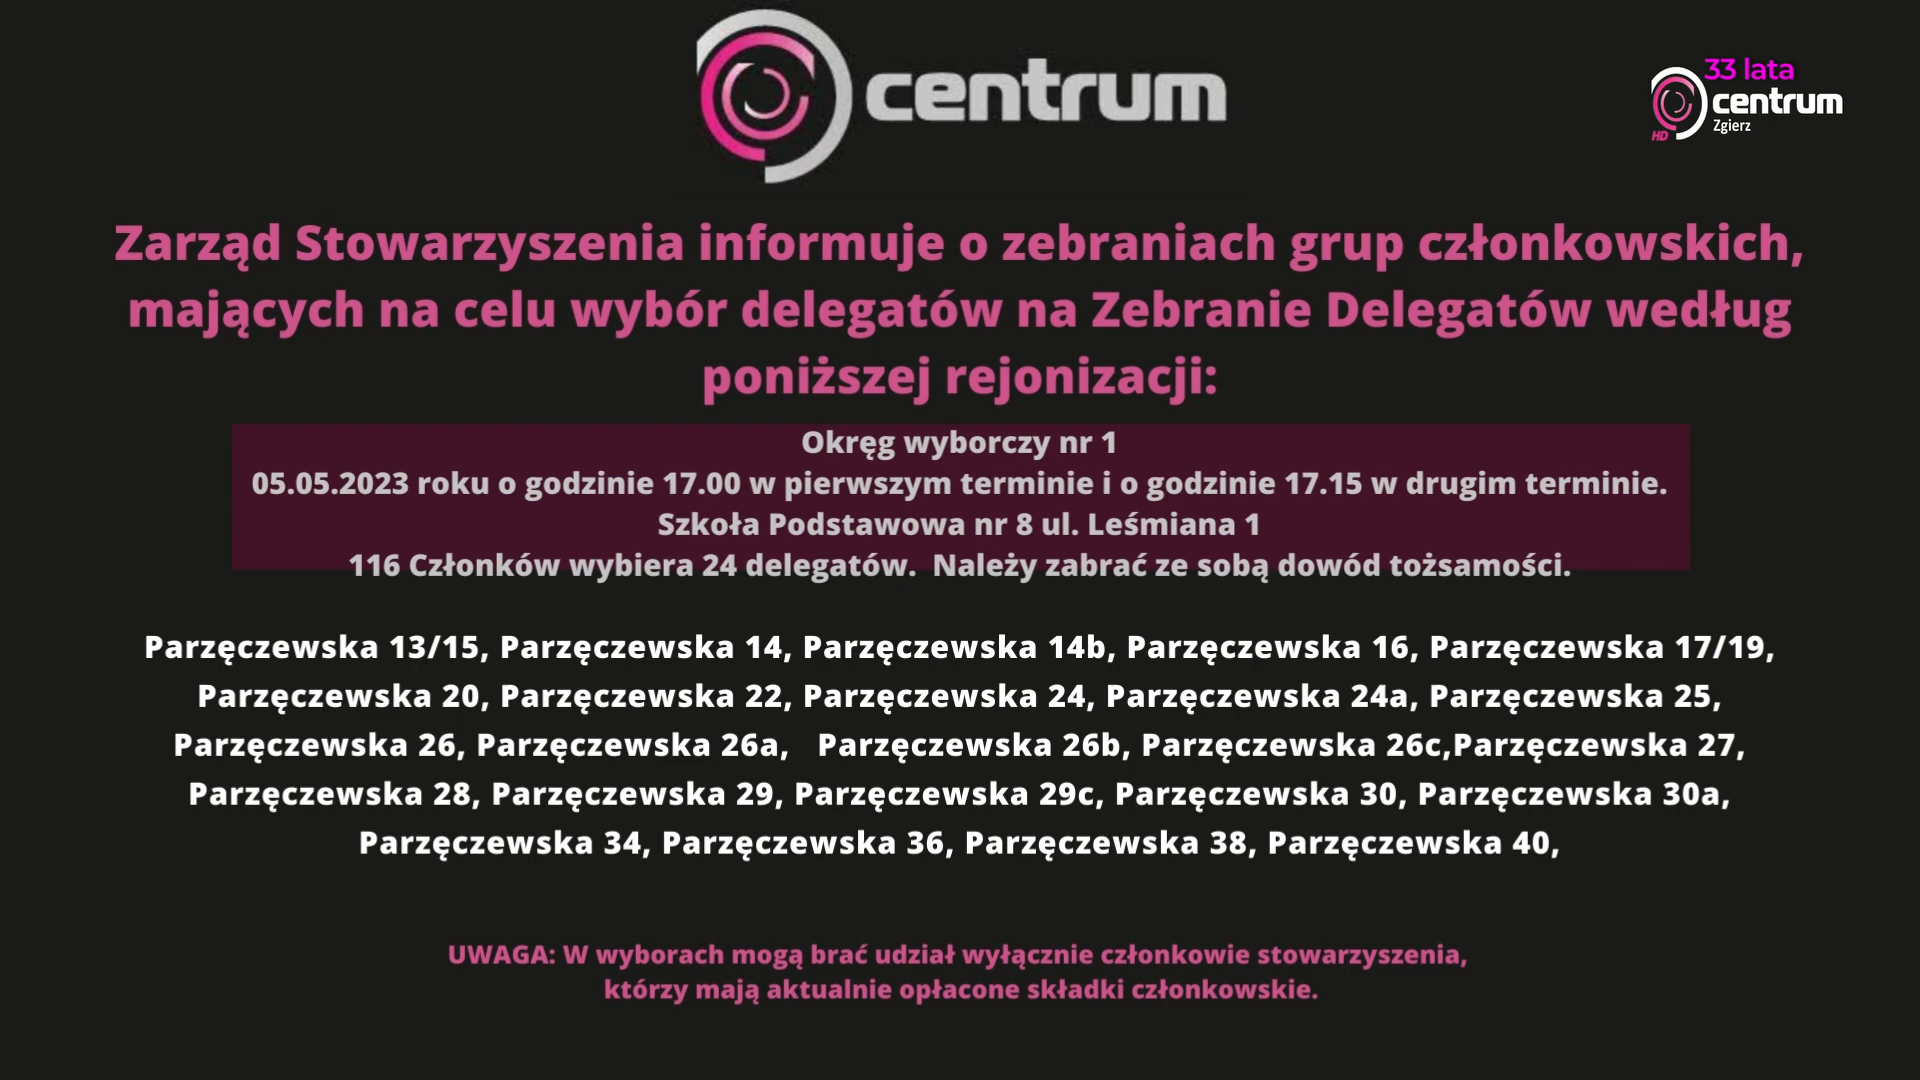 centrum
33 lata
centrum
Zgierz
HD
Zarząd Stowarzyszenia informuje o zebraniach grup członkowskich,
mających na celu wybór delegatów na Zebranie Delegatów według
poniższej rejonizacji:
Okręg wyborczy nr 1
05.05.2023 roku o godzinie 17.00 w pierwszym terminie i o godzinie 17.15 w drugim terminie.
Szkoła Podstawowa nr 8 ul. Leśmiana 1
116 Członków wybiera 24 delegatów.  Należy zabrać ze sobą dowód tożsamości.
Parzęczewska 13/15, Parzęczewska 14, Parzęczewska 14b, Parzęczewska 16, Parzęczewska 17/19,
Parzęczewska 20, Parzęczewska 22, Parzęczewska 24, Parzęczewska 24a, Parzęczewska 25,
Parzęczewska 26, Parzęczewska 26a,   Parzęczewska 26b, Parzęczewska 26c,Parzęczewska 27,
Parzęczewska 28, Parzęczewska 29, Parzęczewska 29c, Parzęczewska 30, Parzęczewska 30a,
Parzęczewska 34, Parzęczewska 36, Parzęczewska 38, Parzęczewska 40,
UWAGA: W wyborach mogą brać udział wyłącznie członkowie stowarzyszenia,
którzy mają aktualnie opłacone składki członkowskie.